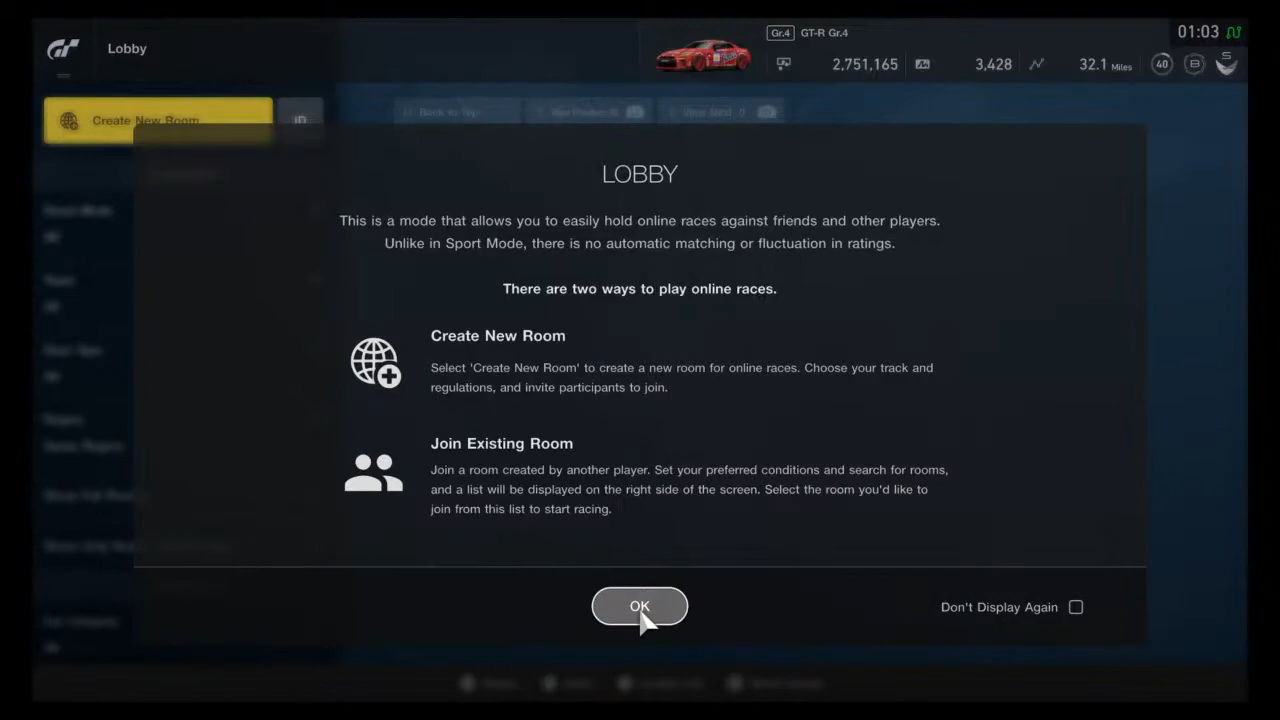 Lobby
Gr.4 GT-R Gr.4
01:03
2,751,165
3,428
32.1 Miles
40
B
S
Create New Room
ID
LOBBY
This is a mode that allows you to easily hold online races against friends and other players.
Unlike in Sport Mode, there is no automatic matching or fluctuation in ratings.
There are two ways to play online races.
Create New Room
Select 'Create New Room' to create a new room for online races. Choose your track and
regulations, and invite participants to join.
Join Existing Room
Join a room created by another player. Set your preferred conditions and search for rooms,
and a list will be displayed on the right side of the screen. Select the room you'd like to
join from this list to start racing.
OK
Don't Display Again